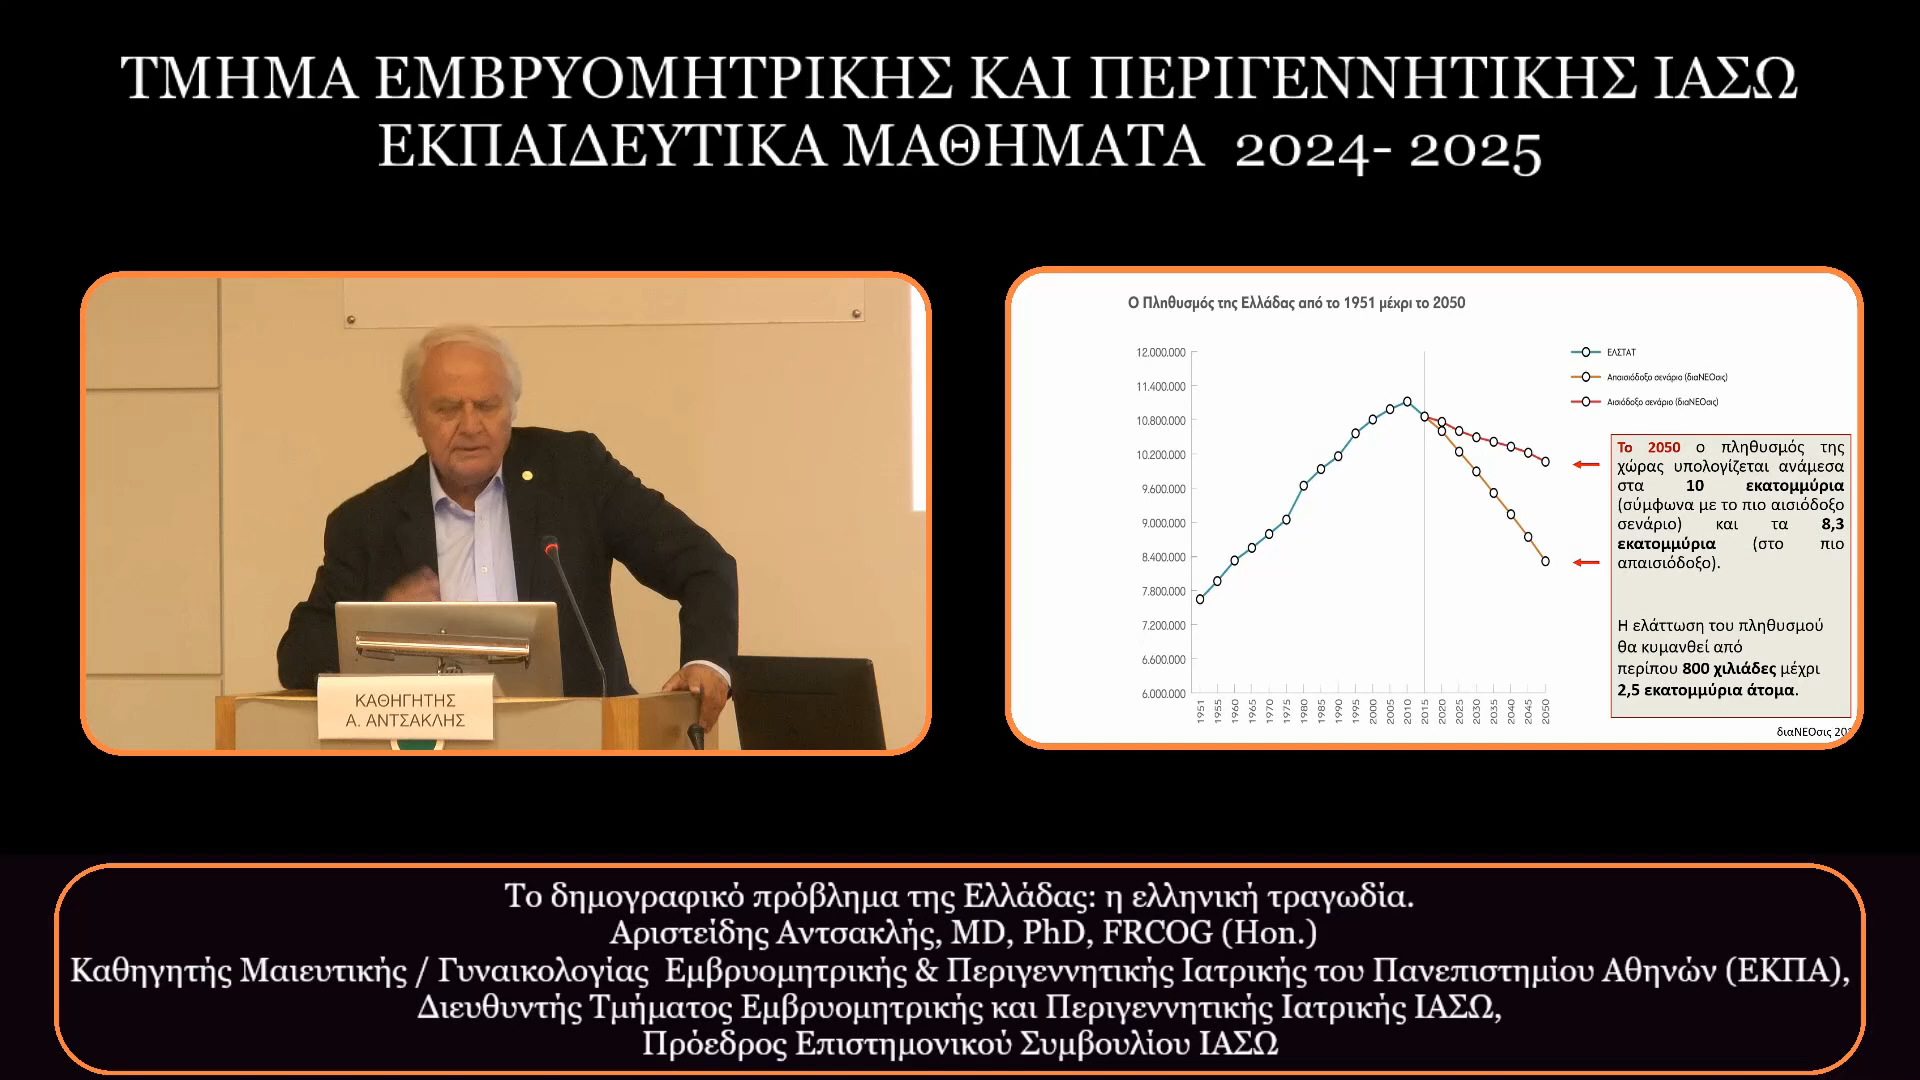 ΤΜΗΜΑ ΕΜΒΡΥΟΜΗΤΡΙΚΗΣ ΚΑΙ ΠΕΡΙΓΕΝΝΗΤΙΚΗΣ ΙΑΣΩ
ΕΚΠΑΙΔΕΥΤΙΚΑ ΜΑΘΗΜΑΤΑ 2024- 2025
ΚΑΘΗΓΗΤΗΣ
Α. ΑΝΤΣΑΚΛΗΣ
Ο Πληθυσμός της Ελλάδας από το 1951 μέχρι το 2050
12.000.000
11.400.000
10.800.000
10.200.000
9.600.000
9.000.000
8.400.000
7.800.000
7.200.000
6.600.000
6.000.000
1951 1955 1960 1965 1970 1975 1980 1985 1990 1995 2000 2005 2010 2015 2020 2025 2030 2035 2040 2045 2050
ΕΛΣΤΑΤ
Απαισιόδοξο σενάριο (διαΝΕΟσις)
Αισιόδοξο σενάριο (διαΝΕΟσις)
Το 2050 ο πληθυσμός της
χώρας υπολογίζεται ανάμεσα
στα 10 εκατομμύρια
(σύμφωνα με το πιο αισιόδοξο
σενάριο) και τα 8,3
εκατομμύρια (στο πιο
απαισιόδοξο).
Η ελάττωση του πληθυσμού
θα κυμανθεί από
περίπου 800 χιλιάδες μέχρι
2,5 εκατομμύρια άτομα.
διαΝΕΟσις
Το δημογραφικό πρόβλημα της Ελλάδας: η ελληνική τραγωδία.
Αριστείδης Αντσακλής, MD, PhD, FRCOG (Hon.)
Καθηγητής Μαιευτικής / Γυναικολογίας Εμβρυομητρικής & Περιγεννητικής Ιατρικής του Πανεπιστημίου Αθηνών (ΕΚΠΑ),
Διευθυντής Τμήματος Εμβρυομητρικής και Περιγεννητικής Ιατρικής ΙΑΣΩ,
Πρόεδρος Επιστημονικού Συμβουλίου ΙΑΣΩ